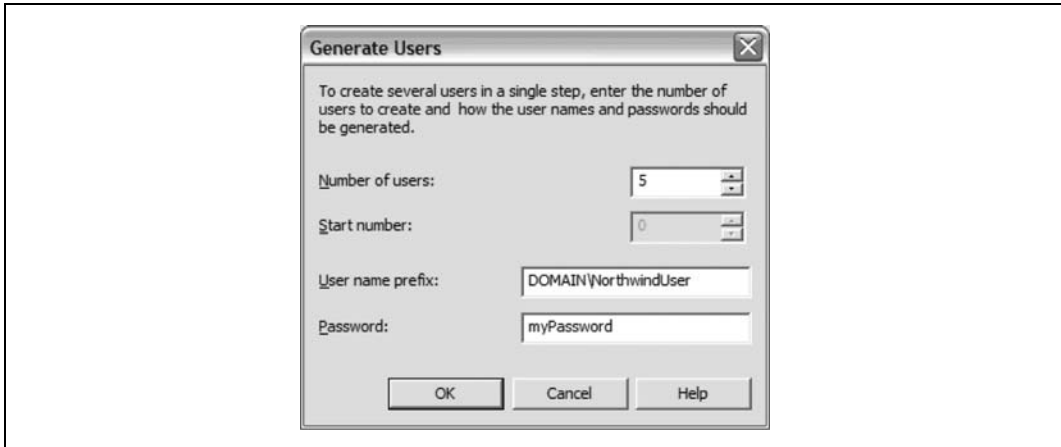 Generate Users
To create several users in a single step, enter the number of
users to create and how the user names and passwords should
be generated.
Number of users:
5
Start number:
0
User name prefix:
DOMAIN\NorthwindUser
Password:
myPassword
OK
Cancel
Help